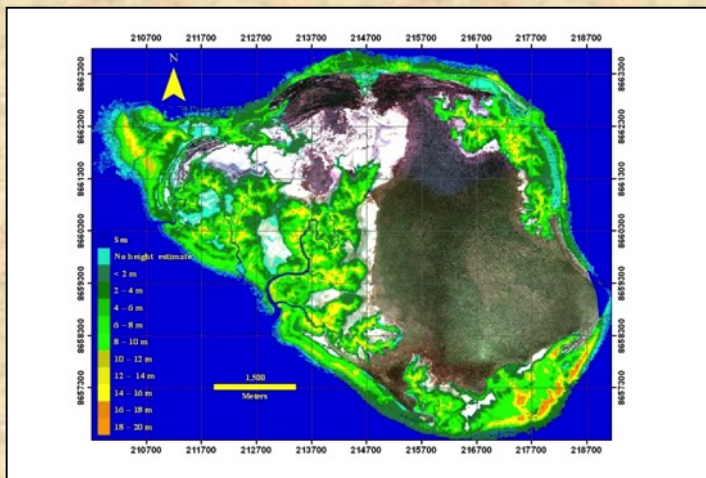 210700 211700 212700 213700 214700 215700 216700 217700 218700
N
8663300 8663300
8662300 8662300
8661300 8661300
8660300 8660300
8659300 8659300
8658300 8658300
8657300 8657300
Sea
No height estimate
< 2 m
2 – 4 m
4 – 6 m
6 – 8 m
8 – 10 m
10 – 12 m
12 – 14 m
14 – 16 m
16 – 18 m
18 – 20 m
1,500
Meters
210700 211700 212700 213700 214700 215700 216700 217700 218700